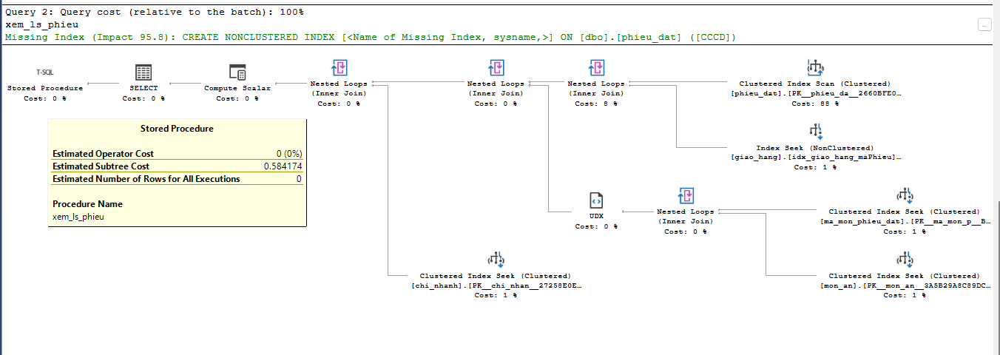 Query 2: Query cost (relative to the batch): 100%
xem_ls_phieu
Missing Index (Impact 95.8): CREATE NONCLUSTERED INDEX [<Name of Missing Index, sysname,>] ON [dbo].[phieu_dat] ([CCCD])
...
T-SQL
Stored Procedure
Cost: 0 %
SELECT
Cost: 0 %
Compute Scalar
Cost: 0 %
Nested Loops
(Inner Join)
Cost: 0 %
Nested Loops
(Inner Join)
Cost: 0 %
Nested Loops
(Inner Join)
Cost: 8 %
Clustered Index Scan (Clustered)
[phieu_dat].[PK__phieu_da__2660BFE0…
Cost: 88 %
Index Seek (NonClustered)
[giao_hang].[idx_giao_hang_maPhieu]…
Cost: 1 %
UDX
Cost: 0 %
Nested Loops
(Inner Join)
Cost: 0 %
Clustered Index Seek (Clustered)
[ma_mon_phieu_dat].[PK__ma_mon_p__B…
Cost: 1 %
Clustered Index Seek (Clustered)
[chi_nhanh].[PK__chi_nhan__27258E0E…
Cost: 1 %
Clustered Index Seek (Clustered)
[mon_an].[PK__mon_an__3A5B29A8C89DC…
Cost: 1 %
Stored Procedure
Estimated Operator Cost 0 (0%)
Estimated Subtree Cost 0.584174
Estimated Number of Rows for All Executions 0
Procedure Name
xem_ls_phieu